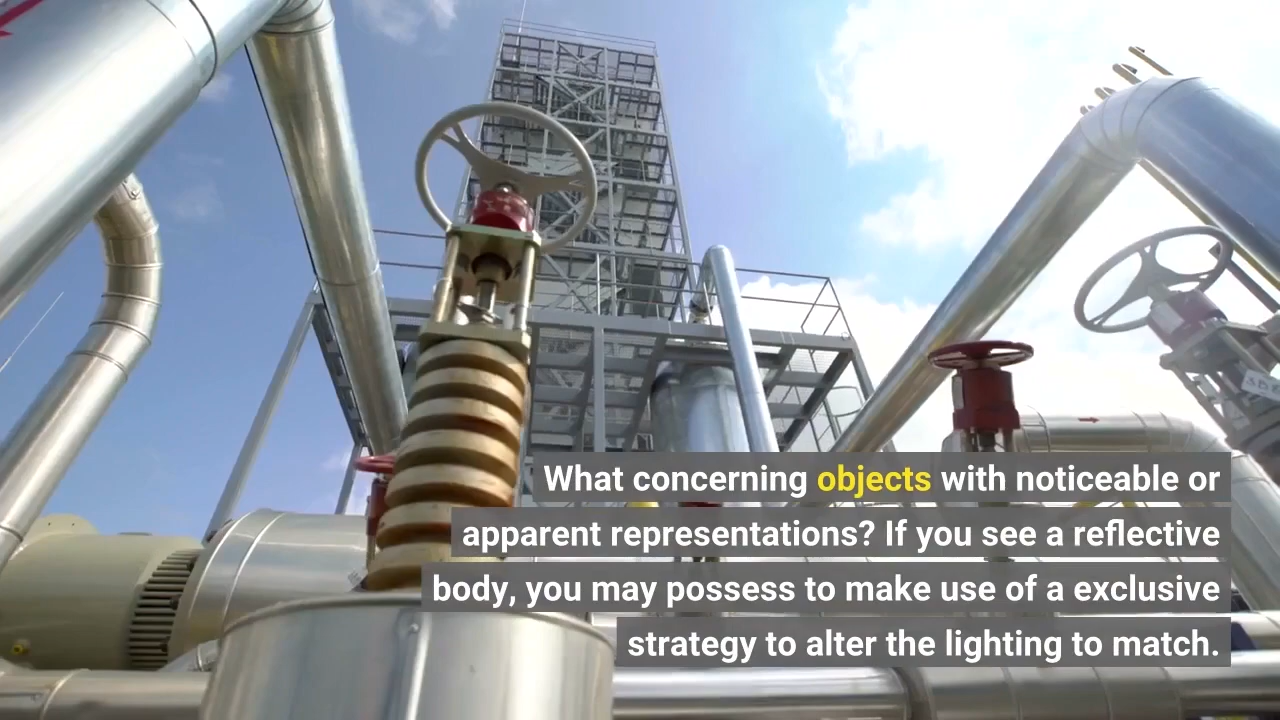 What concerning objects with noticeable or
apparent representations? If you see a reflective
body, you may possess to make use of a exclusive
strategy to alter the lighting to match.